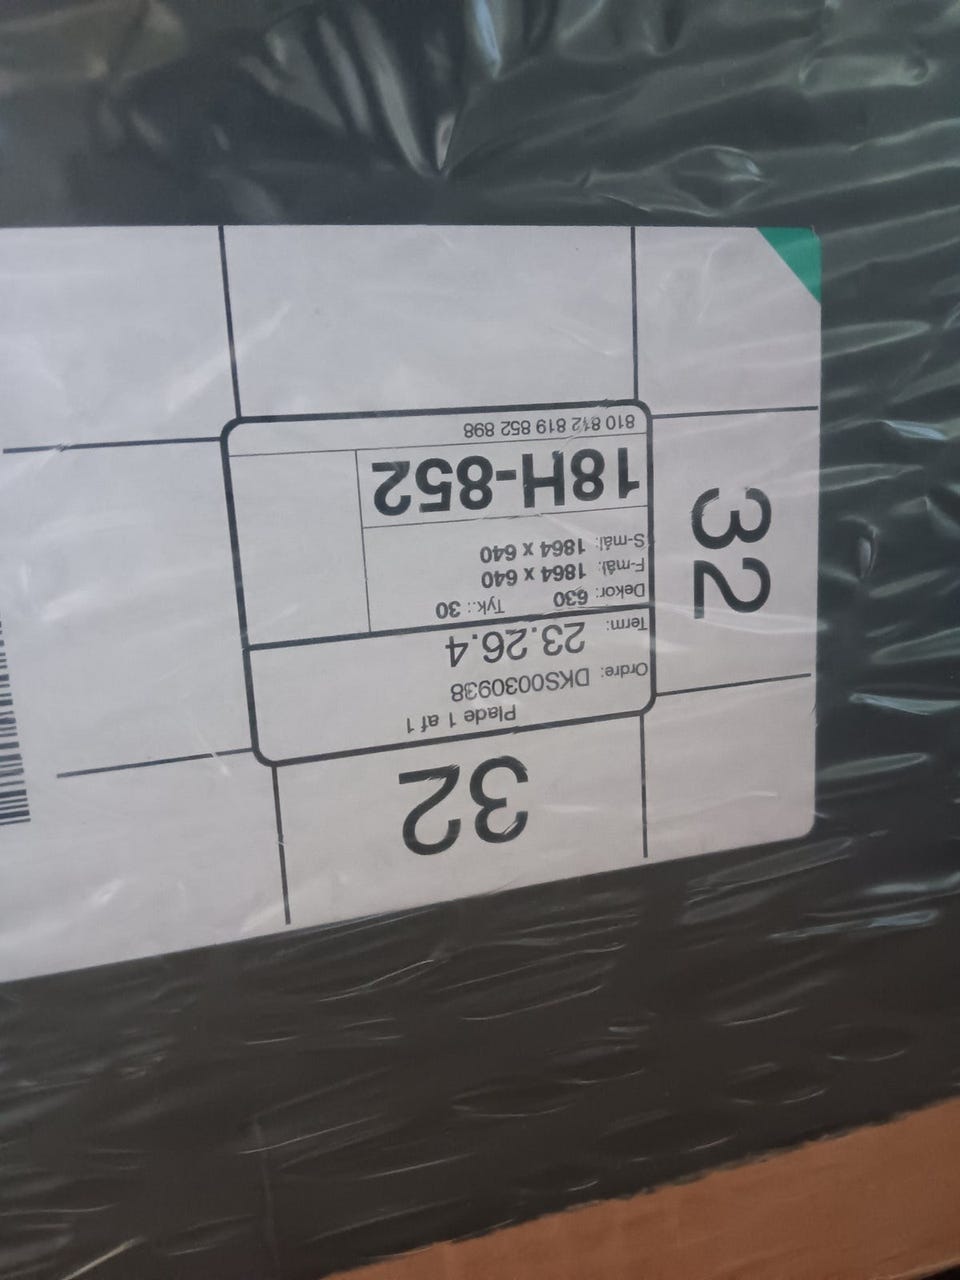 32
Plade 1 af 1
Ordre: DKS0030938
Term: 23.26.4
Dekor: 630 Tyk.: 30
F-mål: 1864 x 640
S-mål: 1864 x 640
18H-852
810 812 819 852 898
32